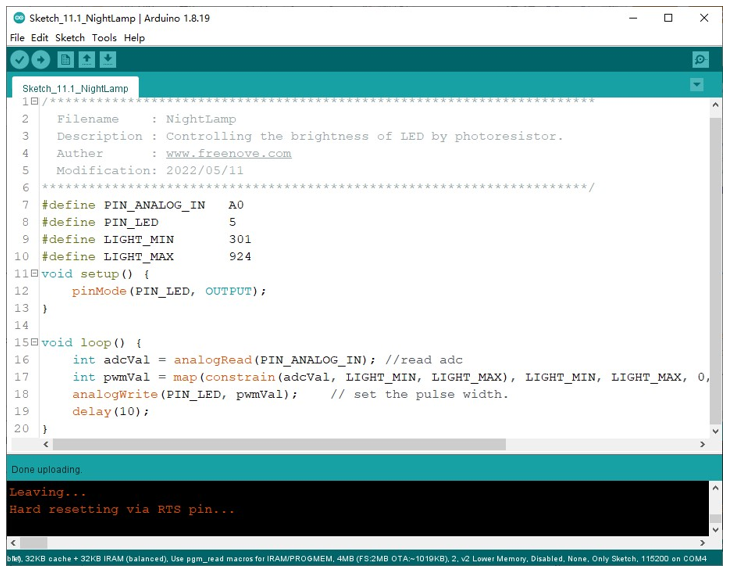 Sketch_11.1_NightLamp | Arduino 1.8.19
File Edit Sketch Tools Help
Sketch_11.1_NightLamp
1 /**********************************************************************
2 Filename : NightLamp
3 Description : Controlling the brightness of LED by photoresistor.
4 Auther : www.freenove.com
5 Modification: 2022/05/11
6 **********************************************************************/
7 #define PIN_ANALOG_IN A0
8 #define PIN_LED 5
9 #define LIGHT_MIN 301
10 #define LIGHT_MAX 924
11 void setup() {
12 pinMode(PIN_LED, OUTPUT);
13 }
14
15 void loop() {
16 int adcVal = analogRead(PIN_ANALOG_IN); //read adc
17 int pwmVal = map(constrain(adcVal, LIGHT_MIN, LIGHT_MAX), LIGHT_MIN, LIGHT_MAX, 0,
18 analogWrite(PIN_LED, pwmVal); // set the pulse width.
19 delay(10);
20 }
Done uploading.
Leaving...
Hard resetting via RTS pin...
32KB cache + 32KB IRAM (balanced), Use pgm_read macros for IRAM/PROGMEM, 4MB (FS:2MB OTA:~1019KB), 2, v2 Lower Memory, Disabled, None, Only Sketch, 115200 on COM4